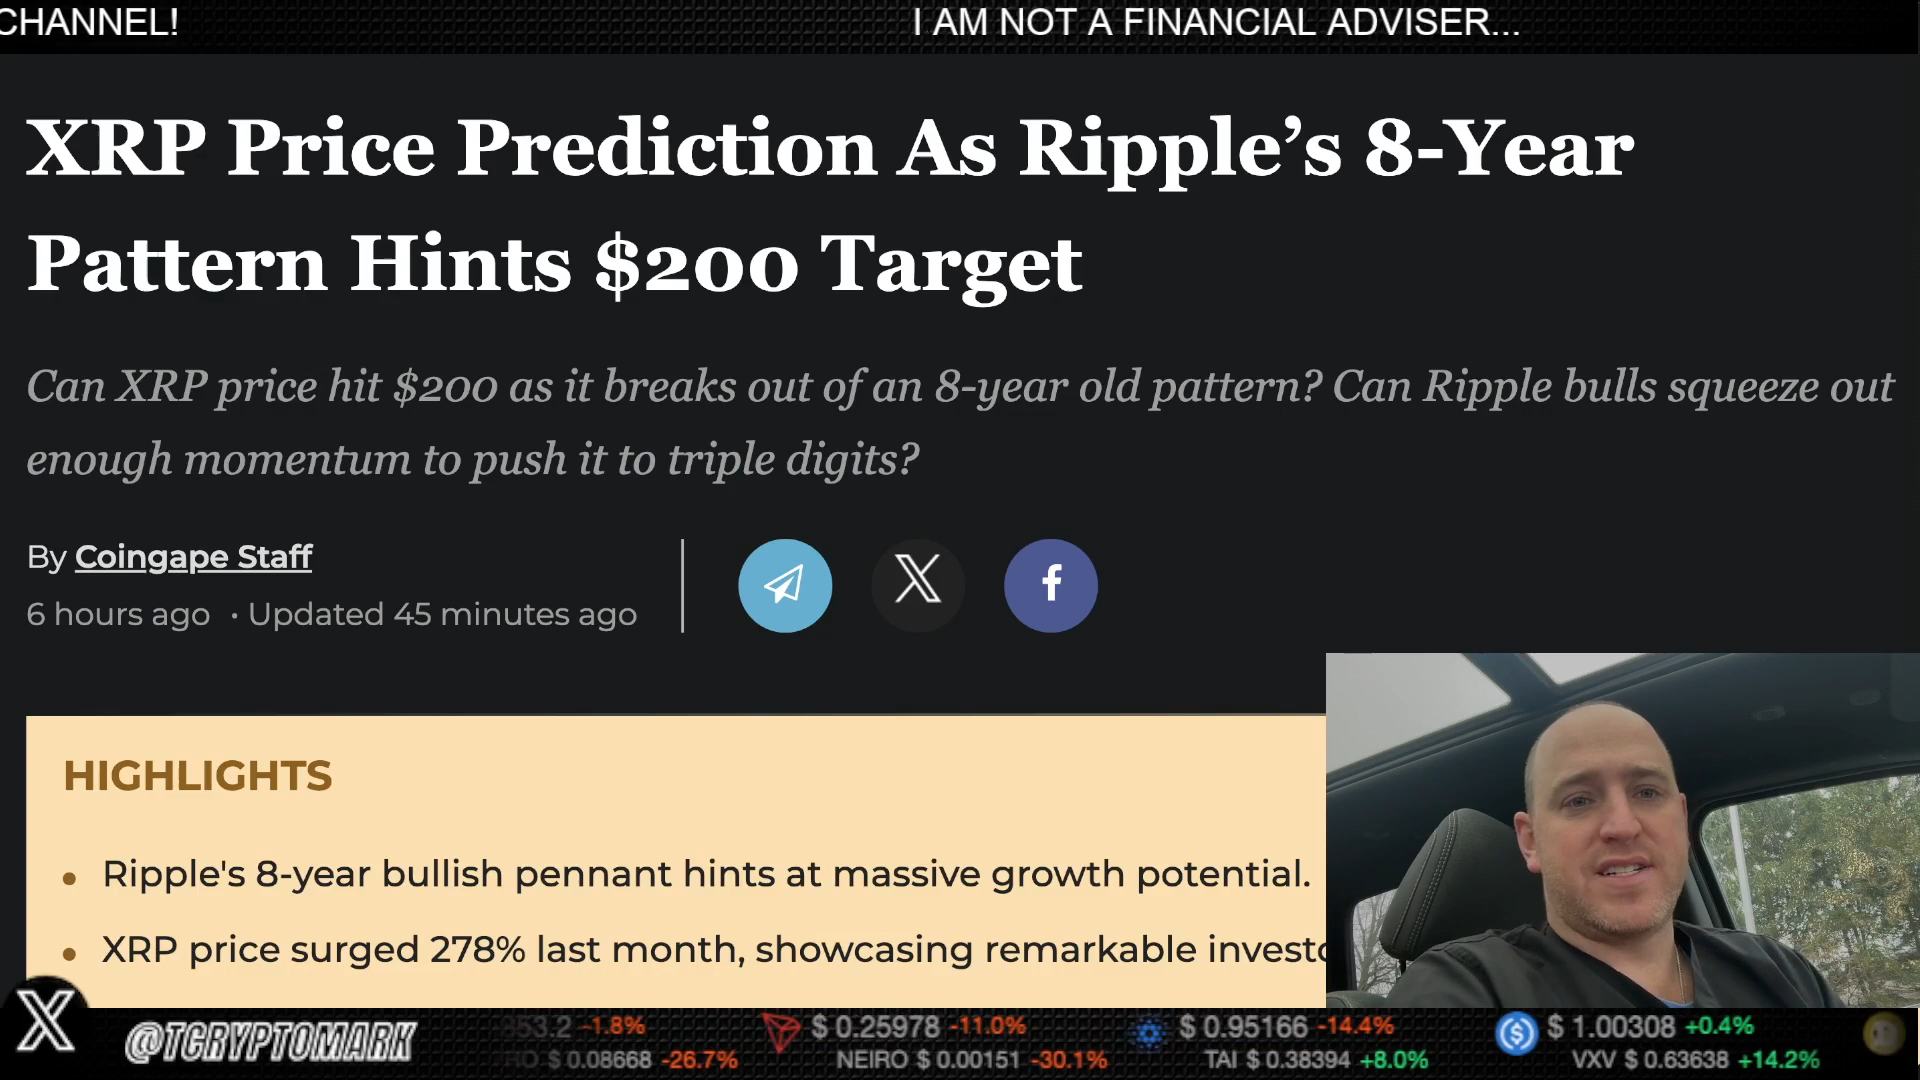 CHANNEL!
I AM NOT A FINANCIAL ADVISER...
XRP Price Prediction As Ripple’s 8-Year
Pattern Hints $200 Target
Can XRP price hit $200 as it breaks out of an 8-year old pattern? Can Ripple bulls squeeze out
enough momentum to push it to triple digits?
By Coingape Staff
6 hours ago · Updated 45 minutes ago
HIGHLIGHTS
• Ripple's 8-year bullish pennant hints at massive growth potential.
• XRP price surged 278% last month, showcasing remarkable investo
X @TCRYPTOMARK
53.2 -1.8% $ 0.25978 -11.0% $ 0.95166 -14.4% $ 1.00308 +0.4%
RO $ 0.08668 -26.7% NEIRO $ 0.00151 -30.1% TAI $ 0.38394 +8.0% VXV $ 0.63638 +14.2%